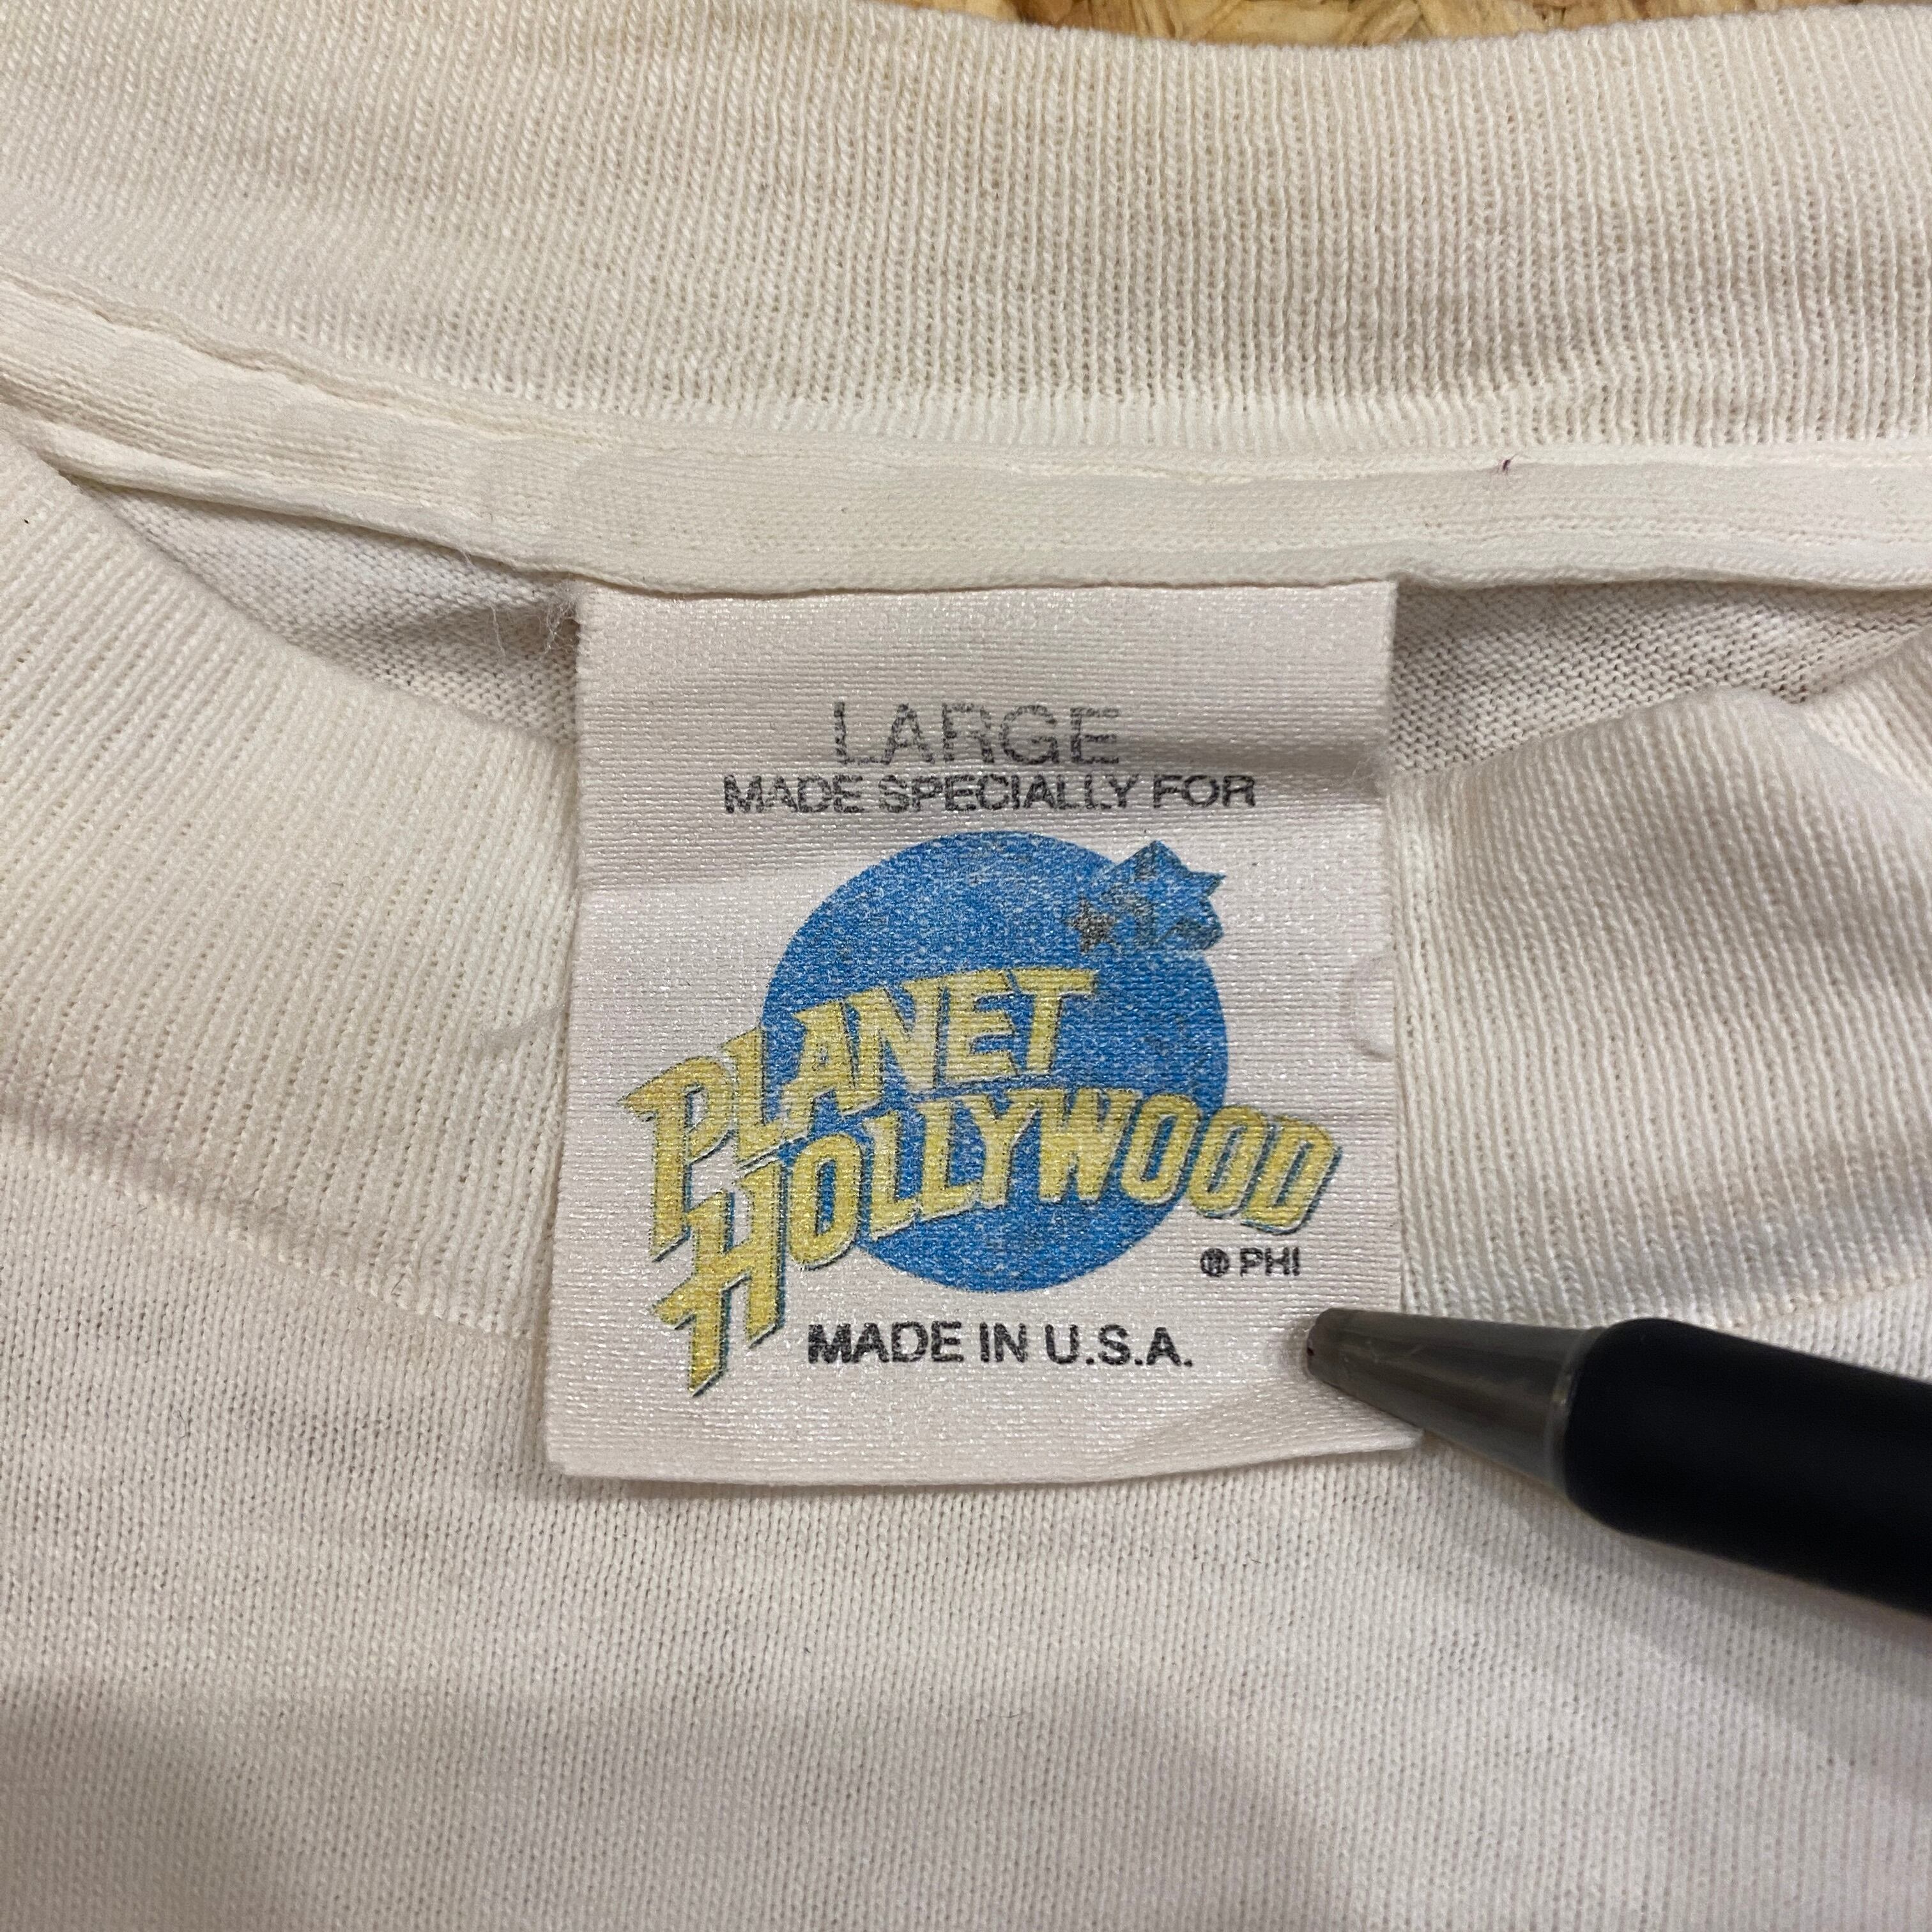 LARGE
MADE SPECIALLY FOR
PLANET
HOLLYWOOD
PHI
MADE IN U.S.A.